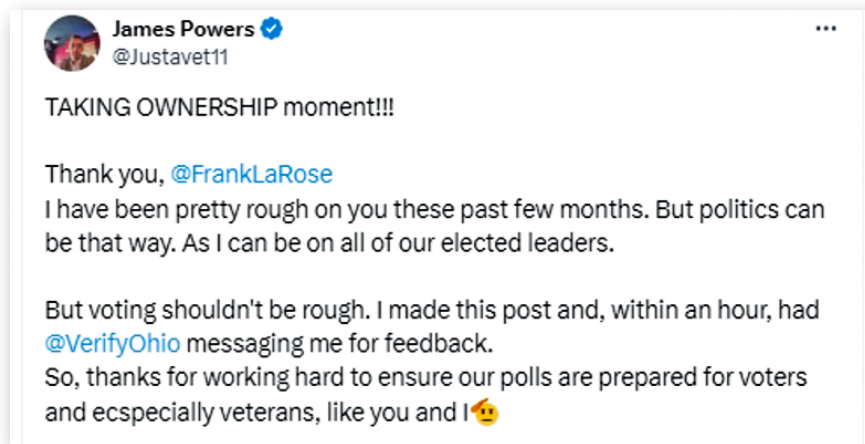 James Powers
@Justavet11
TAKING OWNERSHIP moment!!!
Thank you, @FrankLaRose
I have been pretty rough on you these past few months. But politics can
be that way. As I can be on all of our elected leaders.
But voting shouldn't be rough. I made this post and, within an hour, had
@VerifyOhio messaging me for feedback.
So, thanks for working hard to ensure our polls are prepared for voters
and ecspecially veterans, like you and I🫡